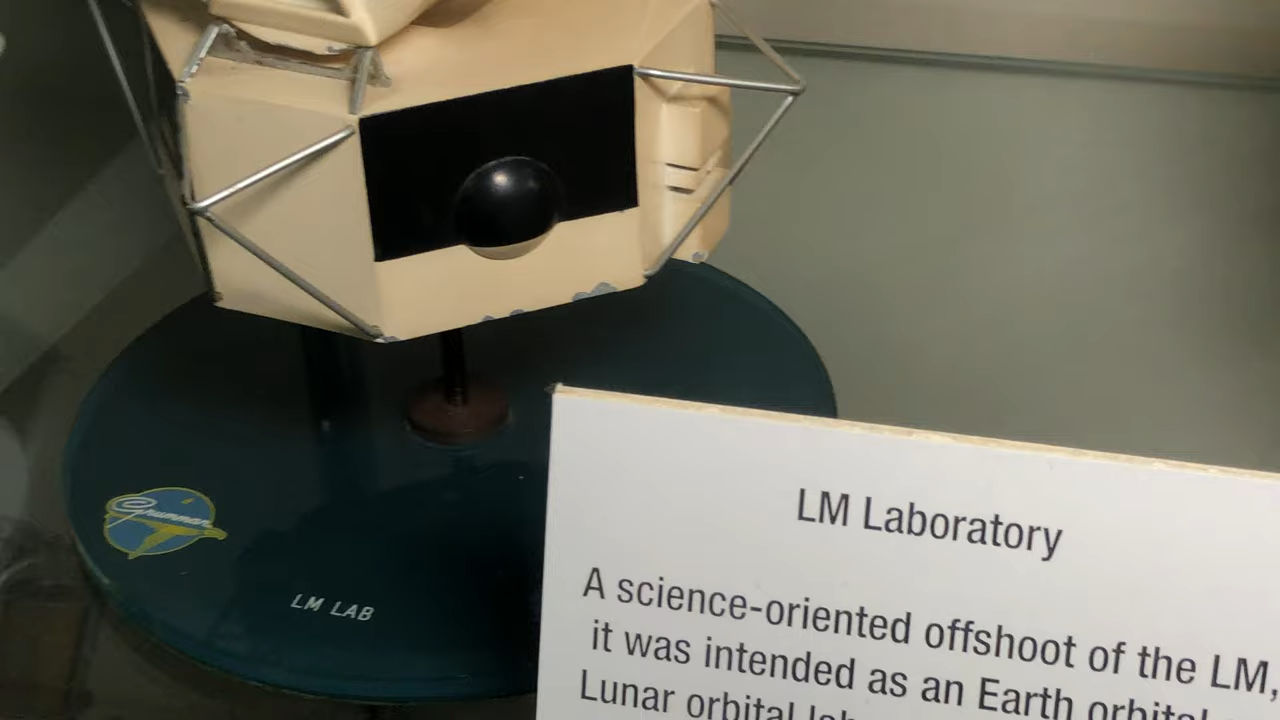 Grumman
LM LAB
LM Laboratory
A science-oriented offshoot of the LM,
it was intended as an Earth orbital
Lunar orbital